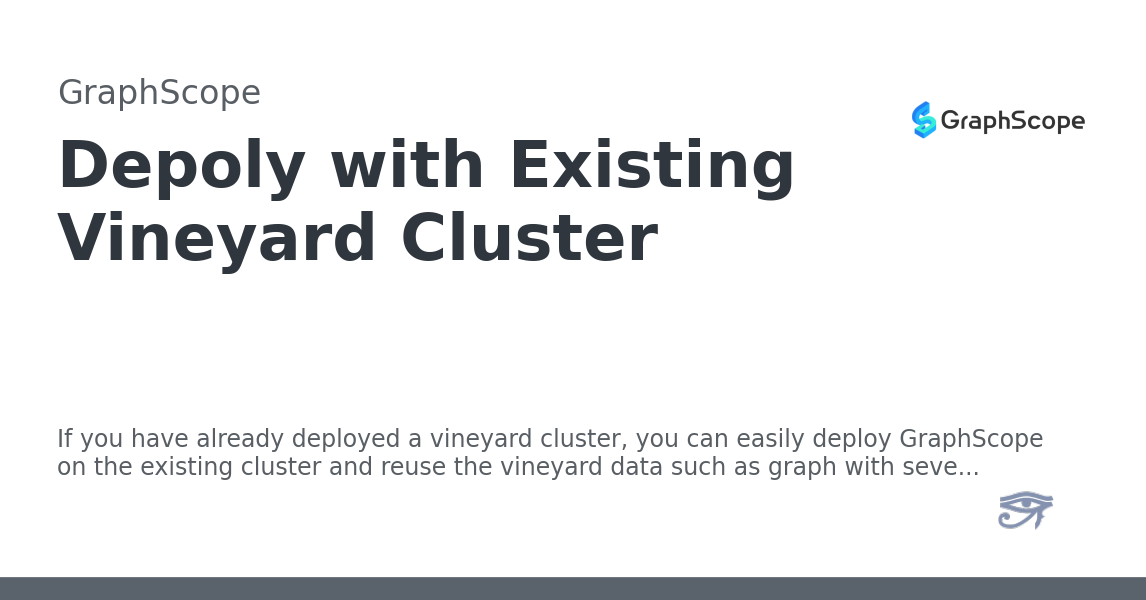 GraphScope
GraphScope
Depoly with Existing
Vineyard Cluster
If you have already deployed a vineyard cluster, you can easily deploy GraphScope
on the existing cluster and reuse the vineyard data such as graph with seve...